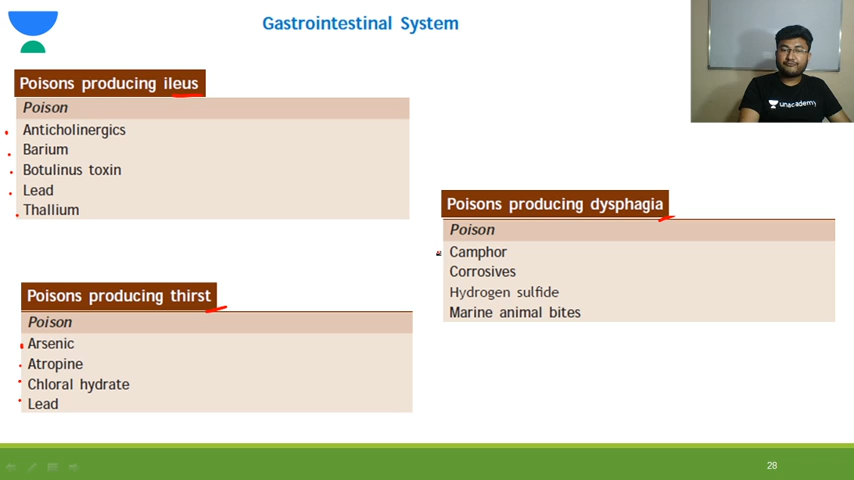 Gastrointestinal System
unacademy
Poisons producing ileus
Poison
Anticholinergics
Barium
Botulinus toxin
Lead
Thallium
Poisons producing dysphagia
Poison
Camphor
Corrosives
Hydrogen sulfide
Marine animal bites
Poisons producing thirst
Poison
Arsenic
Atropine
Chloral hydrate
Lead
28